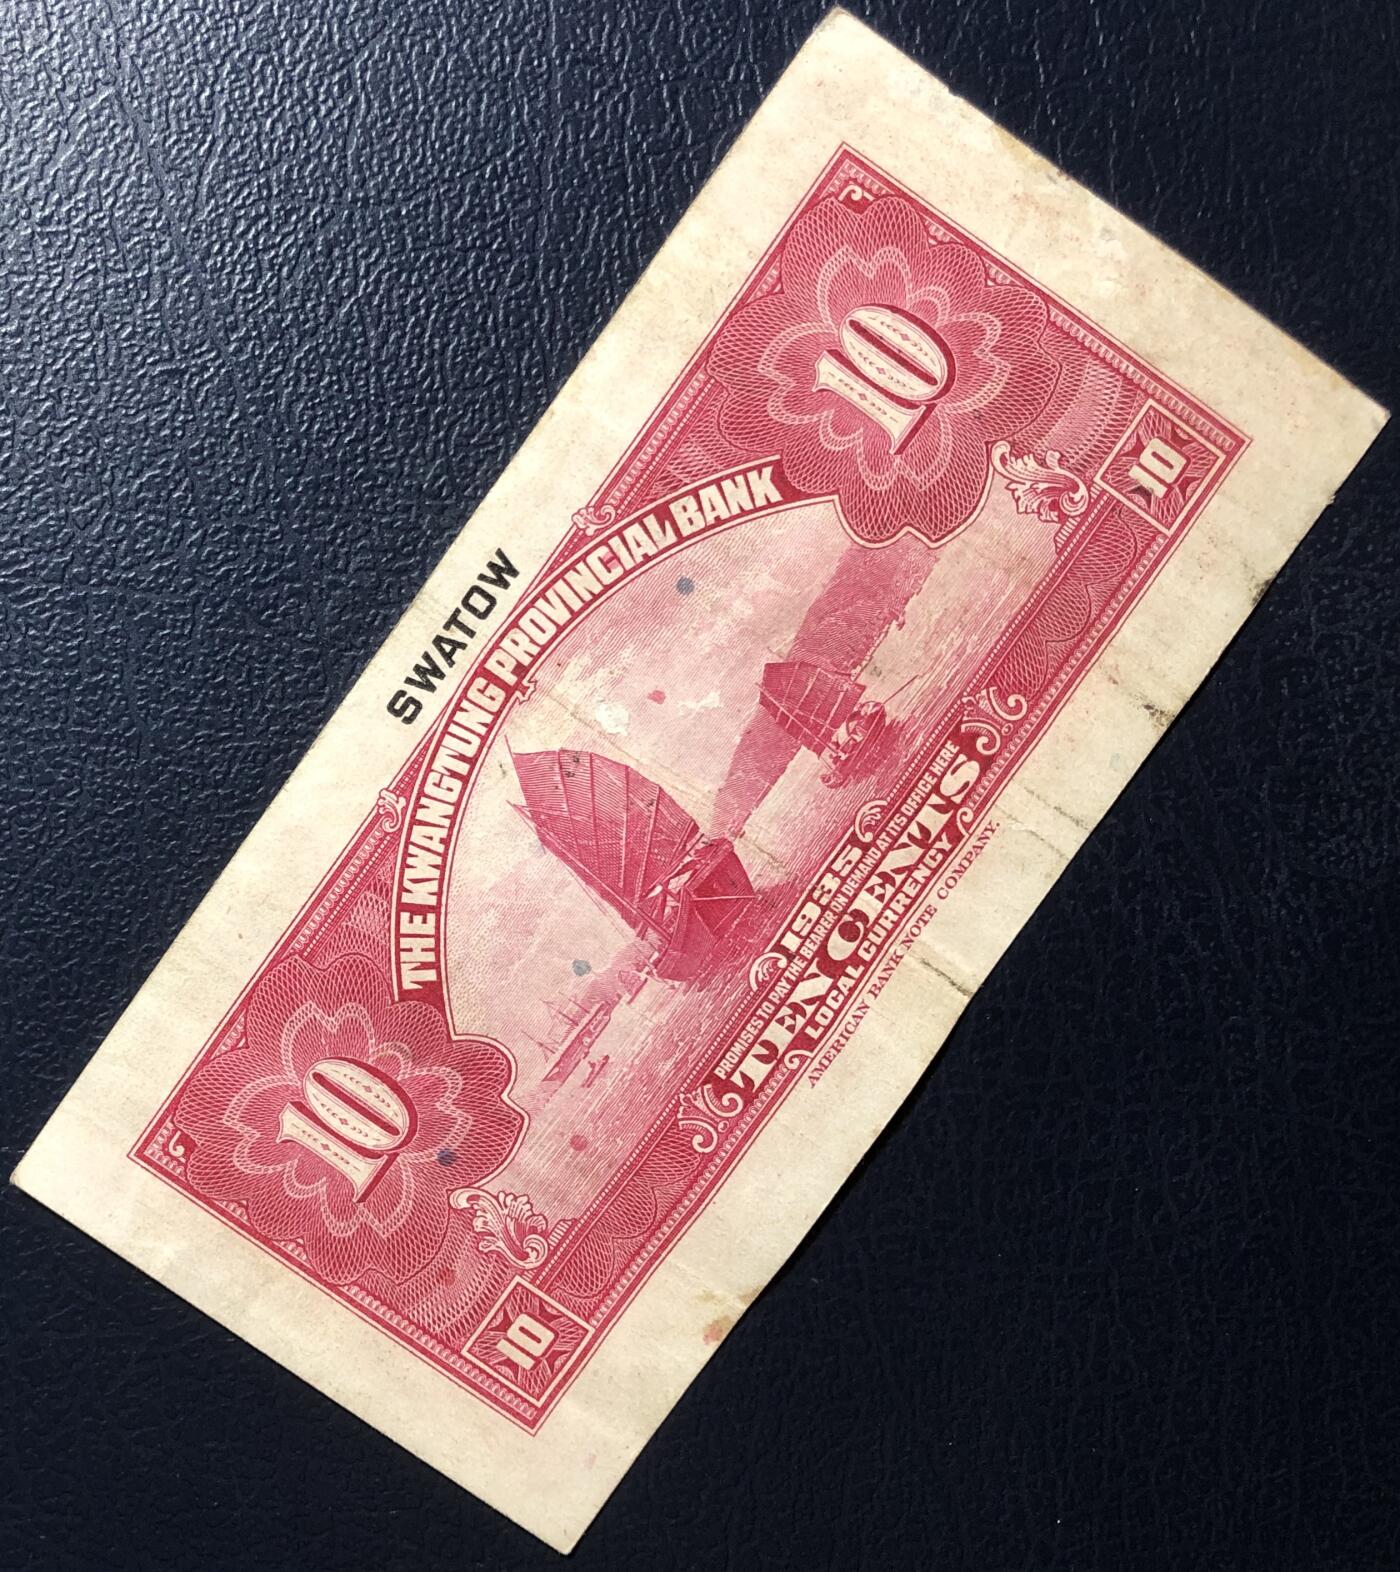 SWATOW
THE KWANGTUNG PROVINCIAL BANK
10
10
1935
PROMISES TO PAY THE BEARER ON DEMAND AT ITS OFFICE HERE
TEN CENTS
LOCAL CURRENCY
10
10
AMERICAN BANK NOTE COMPANY.